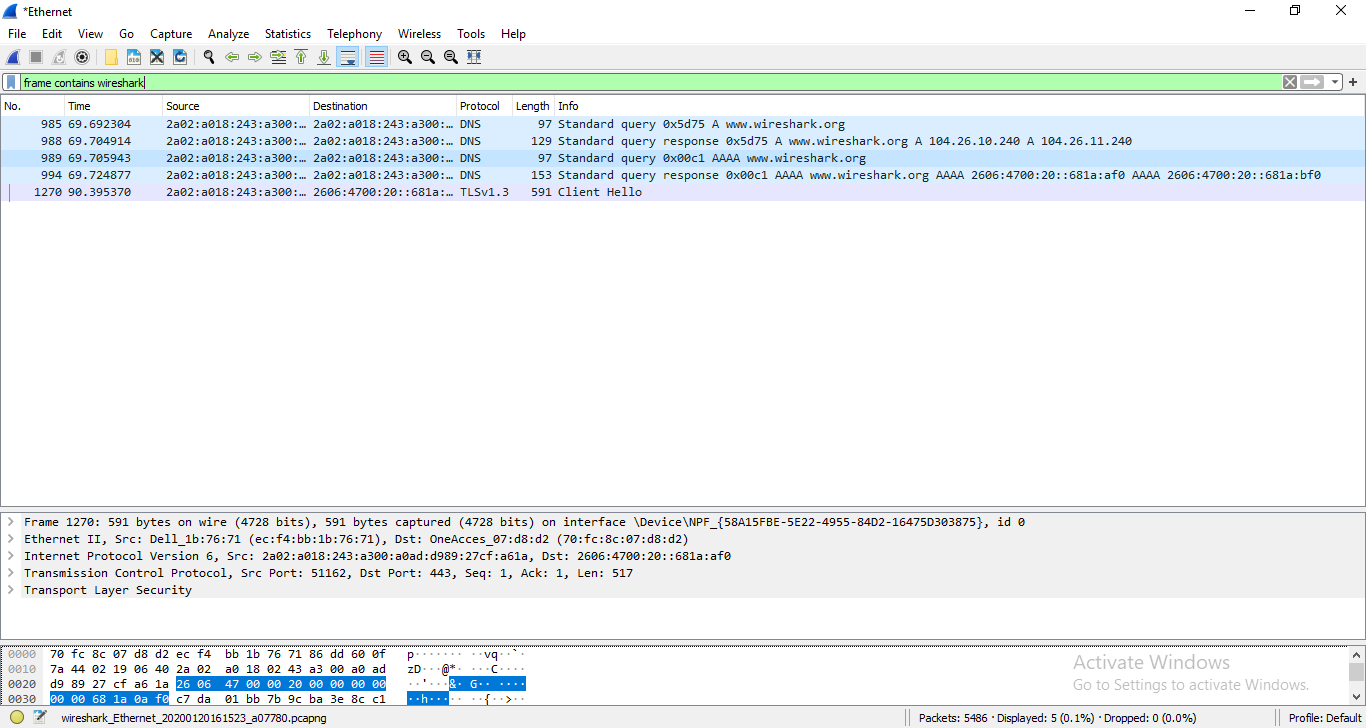 *Ethernet
File Edit View Go Capture Analyze Statistics Telephony Wireless Tools Help
frame contains wireshark
No. Time Source Destination Protocol Length Info
985 69.692304 2a02:a018:243:a300:… 2a02:a018:243:a300:… DNS 97 Standard query 0x5d75 A www.wireshark.org
988 69.704914 2a02:a018:243:a300:… 2a02:a018:243:a300:… DNS 129 Standard query response 0x5d75 A www.wireshark.org A 104.26.10.240 A 104.26.11.240
989 69.705943 2a02:a018:243:a300:… 2a02:a018:243:a300:… DNS 97 Standard query 0x00c1 AAAA www.wireshark.org
994 69.724877 2a02:a018:243:a300:… 2a02:a018:243:a300:… DNS 153 Standard query response 0x00c1 AAAA www.wireshark.org AAAA 2606:4700:20::681a:af0 AAAA 2606:4700:20::681a:bf0
1270 90.395370 2a02:a018:243:a300:… 2606:4700:20::681a:… TLSv1.3 591 Client Hello
Frame 1270: 591 bytes on wire (4728 bits), 591 bytes captured (4728 bits) on interface \Device\NPF_{58A15FBE-5E22-4955-84D2-16475D303875}, id 0
Ethernet II, Src: Dell_1b:76:71 (ec:f4:bb:1b:76:71), Dst: OneAcces_07:d8:d2 (70:fc:8c:07:d8:d2)
Internet Protocol Version 6, Src: 2a02:a018:243:a300:a0ad:d989:27cf:a61a, Dst: 2606:4700:20::681a:af0
Transmission Control Protocol, Src Port: 51162, Dst Port: 443, Seq: 1, Ack: 1, Len: 517
Transport Layer Security
0000 70 fc 8c 07 d8 d2 ec f4 bb 1b 76 71 86 dd 60 0f p······· ··vq··`·
0010 7a 44 02 19 06 40 2a 02 a0 18 02 43 a3 00 a0 ad zD···@*· ···C····
0020 d9 89 27 cf a6 1a 26 06 47 00 00 20 00 00 00 00 ··'···&· G·· ····
0030 00 00 68 1a 0a f0 c7 da 01 bb 7b 9c ba 3e 8c c1 ··h····· ··{··>··
Activate Windows
Go to Settings to activate Windows.
wireshark_Ethernet_20200120161523_a07780.pcapng
Packets: 5486 · Displayed: 5 (0.1%) · Dropped: 0 (0.0%)
Profile: Default